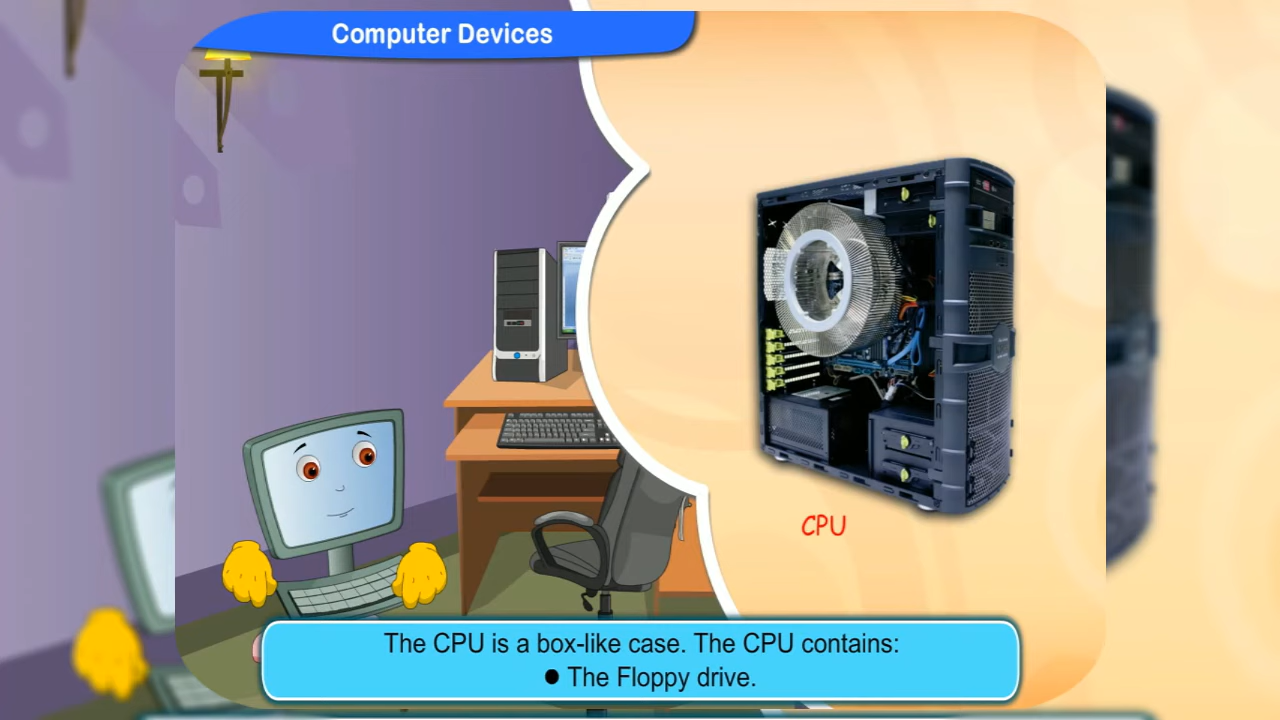 Computer Devices
CPU
The CPU is a box-like case. The CPU contains:
● The Floppy drive.